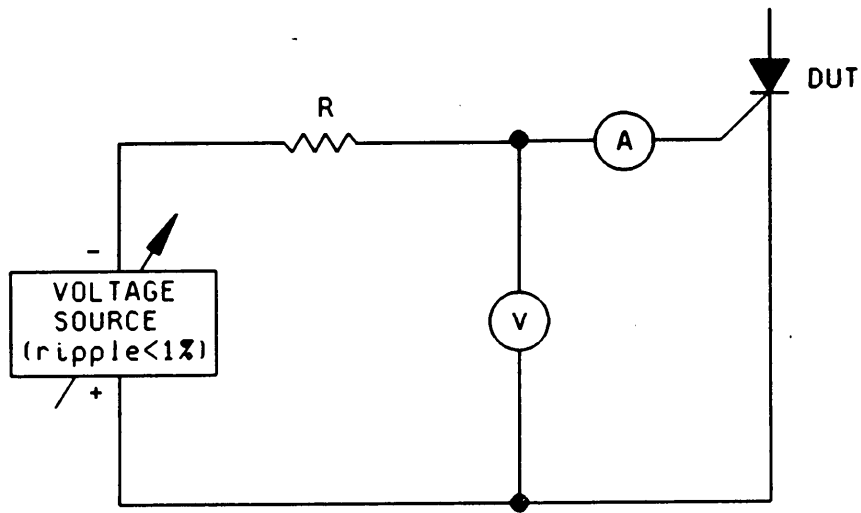 DUT
R
A
-
VOLTAGE
SOURCE
(ripple<1%)
+
V